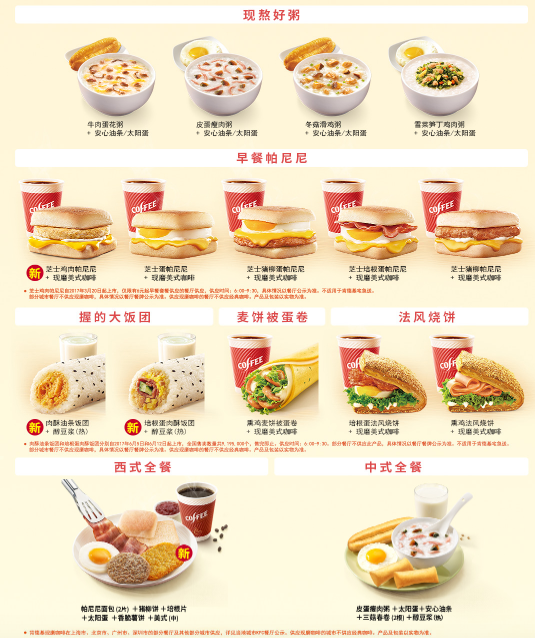 现熬好粥
牛肉蛋花粥
+ 安心油条/太阳蛋
皮蛋瘦肉粥
+ 安心油条/太阳蛋
冬菇滑鸡粥
+ 安心油条/太阳蛋
雪菜笋丁鸡肉粥
+ 安心油条/太阳蛋
早餐帕尼尼
COFFEE
COFFEE
COFFEE
COFFEE
COFFEE
新
芝士鸡肉帕尼尼
+ 现磨美式咖啡
芝士蛋帕尼尼
+ 现磨美式咖啡
芝士猪柳蛋帕尼尼
+ 现磨美式咖啡
芝士培根蛋帕尼尼
+ 现磨美式咖啡
芝士猪柳帕尼尼
+ 现磨美式咖啡
握的大饭团
麦饼被蛋卷
法风烧饼
COFFEE
新
肉酥油条饭团
+ 醇豆浆(热)
新
培根蛋肉酥饭团
+ 醇豆浆(热)
熏鸡麦饼被蛋卷
+ 现磨美式咖啡
培根蛋法风烧饼
+ 现磨美式咖啡
熏鸡法风烧饼
+ 现磨美式咖啡
西式全餐
中式全餐
COFFEE
新
帕尼尼面包(2片) +猪柳饼 +培根片
+太阳蛋 +香脆薯饼 +美式(中)
皮蛋瘦肉粥 +太阳蛋+安心油条
+三菇春卷(2根) +醇豆浆(热)